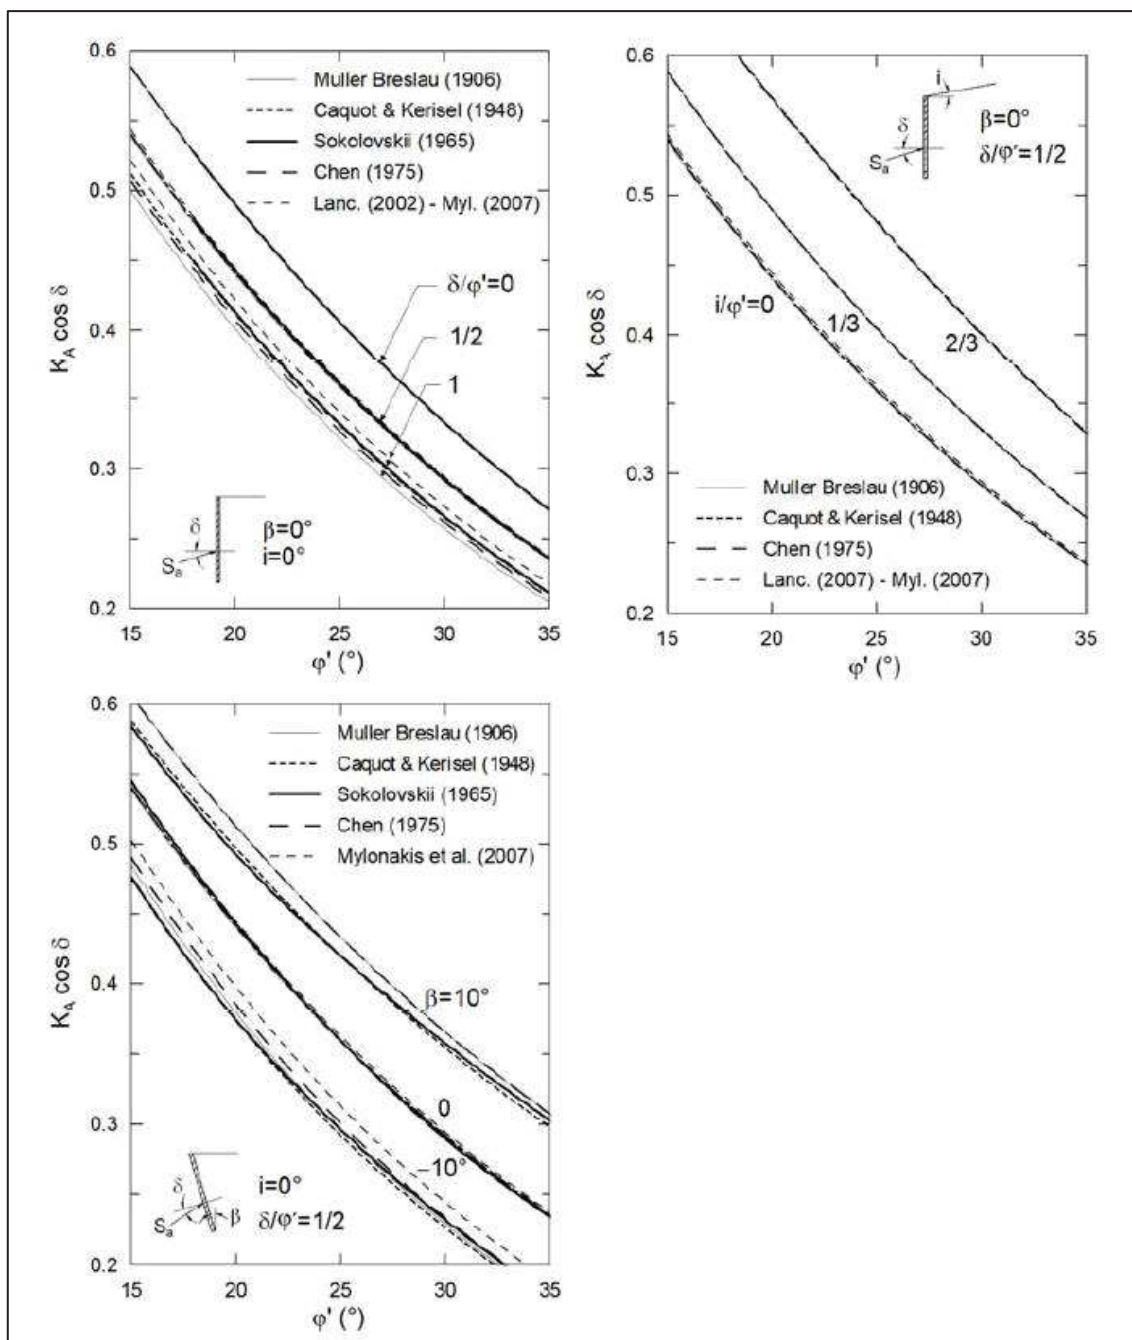 0.6
0.5
0.4
0.3
0.2
K_A cos δ
Muller Breslau (1906)
Caquot & Kerisel (1948)
Sokolovskii (1965)
Chen (1975)
Lanc. (2002) - Myl. (2007)
δ/φ'=0
1/2
1
δ
S_a
β=0°
i=0°
15 20 25 30 35
φ' (°)
0.6
0.5
0.4
0.3
0.2
K_A cos δ
i
δ
S_a
β=0°
δ/φ'=1/2
i/φ'=0
1/3
2/3
Muller Breslau (1906)
Caquot & Kerisel (1948)
Chen (1975)
Lanc. (2007) - Myl. (2007)
15 20 25 30 35
φ' (°)
0.6
0.5
0.4
0.3
0.2
K_A cos δ
Muller Breslau (1906)
Caquot & Kerisel (1948)
Sokolovskii (1965)
Chen (1975)
Mylonakis et al. (2007)
β=10°
0
−10°
δ
S_a
β
i=0°
δ/φ'=1/2
15 20 25 30 35
φ' (°)